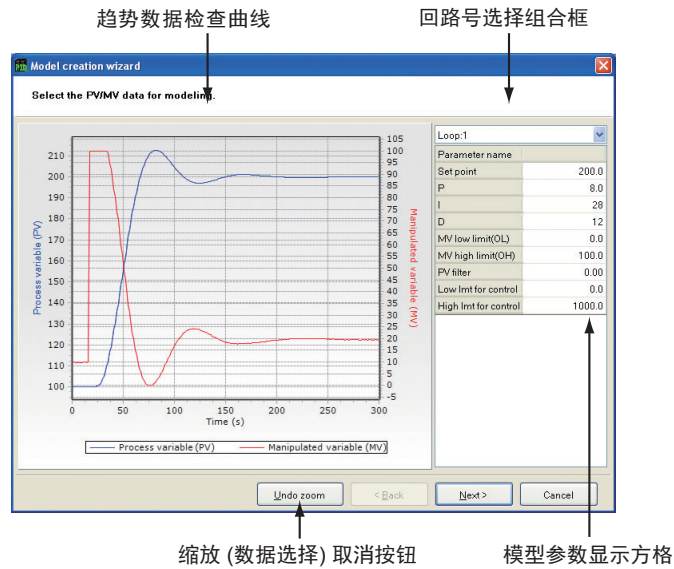 趋势数据检查曲线
回路号选择组合框
PID Model creation wizard
Select the PV/MV data for modeling.
210
200
190
180
170
160
150
140
130
120
110
100
Process variable (PV)
105
100
95
90
85
80
75
70
65
60
55
50
45
40
35
30
25
20
15
10
5
0
-5
Manipulated variable (MV)
0 50 100 150 200 250 300
Time (s)
Process variable (PV) Manipulated variable (MV)
Loop:1
Parameter name
Set point 200.0
P 8.0
I 28
D 12
MV low limit(OL) 0.0
MV high limit(OH) 100.0
PV filter 0.00
Low lmt for control 0.0
High lmt for control 1000.0
Undo zoom < Back Next > Cancel
缩放 (数据选择) 取消按钮
模型参数显示方格